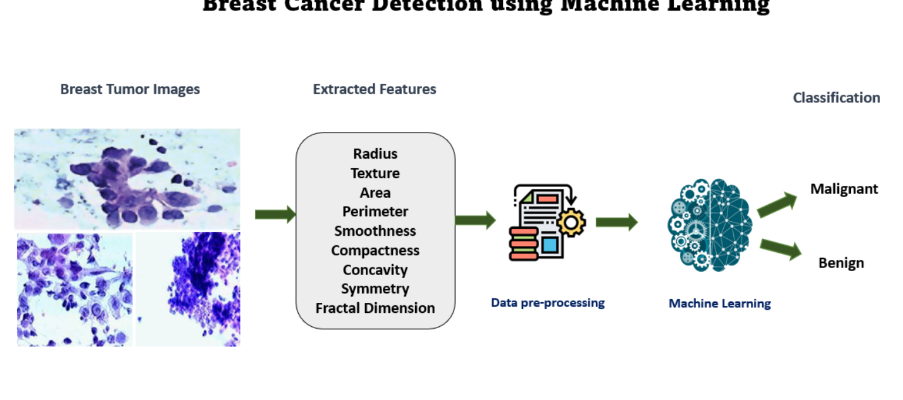 Breast Cancer Detection using Machine Learning
Breast Tumor Images
Extracted Features
Classification
Radius
Texture
Area
Perimeter
Smoothness
Compactness
Concavity
Symmetry
Fractal Dimension
Data pre-processing
Machine Learning
Malignant
Benign